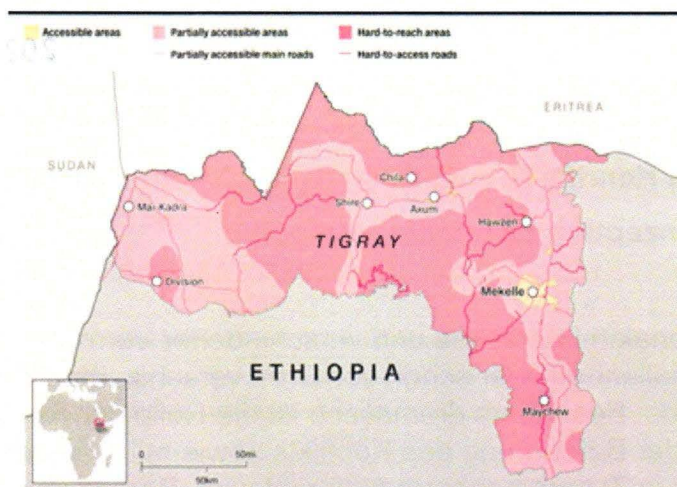 Accessible areas Partially accessible areas Hard-to-reach areas
Partially accessible main roads Hard-to-access roads
ERITREA
SUDAN
Chila
Mai-Kadra Shire Axum
Hawzen
TIGRAY
Division Mekelle
ETHIOPIA
Maychew
0 50mi
50km